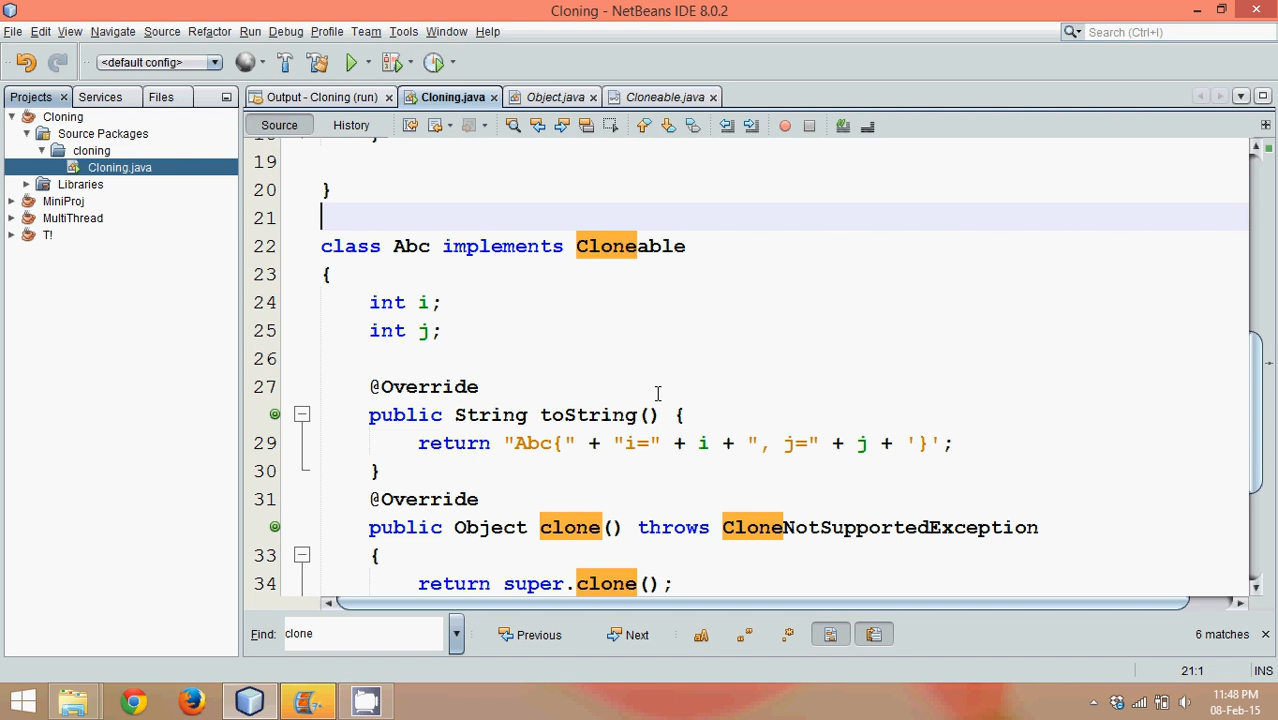 Cloning - NetBeans IDE 8.0.2
File Edit View Navigate Source Refactor Run Debug Profile Team Tools Window Help
Search (Ctrl+I)
<default config>
Projects Services Files
Output - Cloning (run) Cloning.java Object.java Cloneable.java
Source History
Cloning
Source Packages
cloning
Cloning.java
Libraries
MiniProj
MultiThread
T!
19
20 }
21
22 class Abc implements Cloneable
23 {
24 int i;
25 int j;
26
27 @Override
public String toString() {
29 return "Abc{" + "i=" + i + ", j=" + j + '}';
30 }
31 @Override
public Object clone() throws CloneNotSupportedException
33 {
34 return super.clone();
Find: clone Previous Next 6 matches
21:1 INS
11:48 PM
08-Feb-15